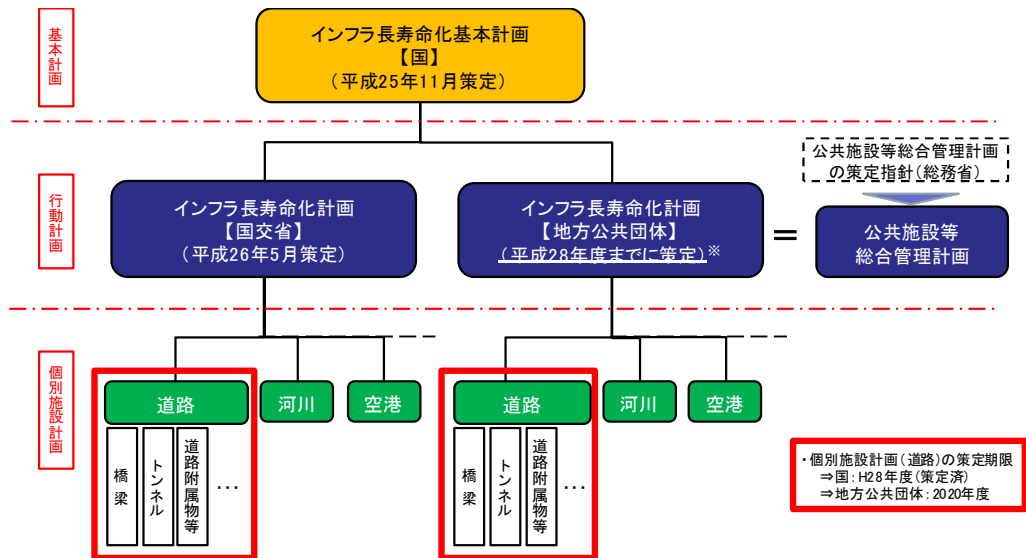 基本計画
インフラ長寿命化基本計画
【国】
(平成25年11月策定)
行動計画
インフラ長寿命化計画
【国交省】
(平成26年5月策定)
インフラ長寿命化計画
【地方公共団体】
(平成28年度までに策定)※
=
公共施設等総合管理計画
の策定指針(総務省)
公共施設等
総合管理計画
個別施設計画
道路
河川
空港
橋梁
トンネル
道路附属物等
…
道路
河川
空港
橋梁
トンネル
道路附属物等
…
・個別施設計画(道路)の策定期限
⇒国:H28年度(策定済)
⇒地方公共団体:2020年度